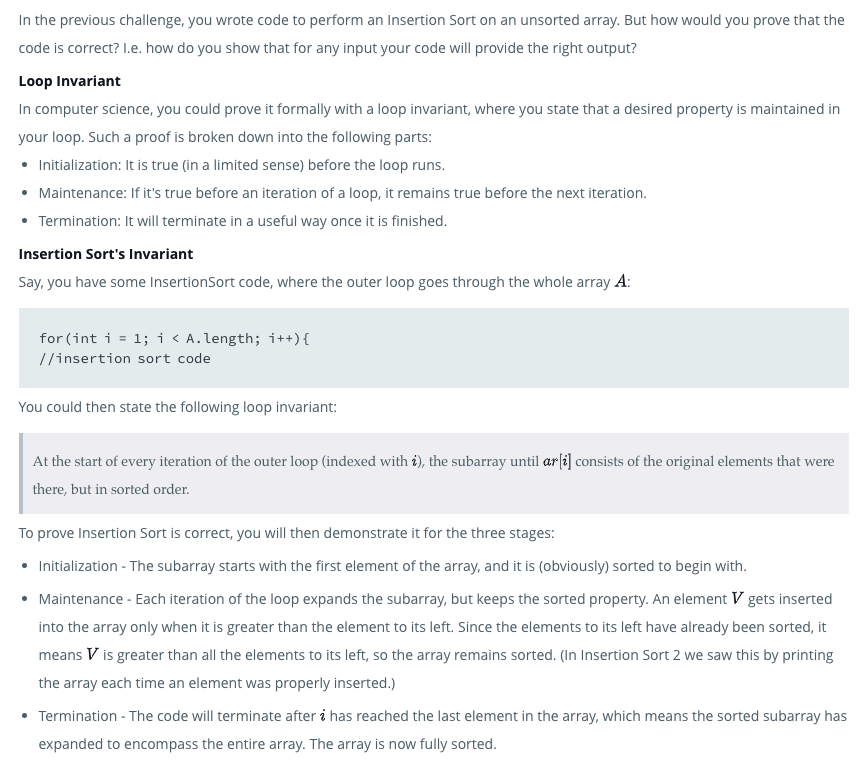 In the previous challenge, you wrote code to perform an Insertion Sort on an unsorted array. But how would you prove that the
code is correct? I.e. how do you show that for any input your code will provide the right output?
Loop Invariant
In computer science, you could prove it formally with a loop invariant, where you state that a desired property is maintained in
your loop. Such a proof is broken down into the following parts:
• Initialization: It is true (in a limited sense) before the loop runs.
• Maintenance: If it's true before an iteration of a loop, it remains true before the next iteration.
• Termination: It will terminate in a useful way once it is finished.
Insertion Sort's Invariant
Say, you have some InsertionSort code, where the outer loop goes through the whole array A:
for(int i = 1; i < A.length; i++){
//insertion sort code
You could then state the following loop invariant:
At the start of every iteration of the outer loop (indexed with i), the subarray until ar[i] consists of the original elements that were
there, but in sorted order.
To prove Insertion Sort is correct, you will then demonstrate it for the three stages:
• Initialization - The subarray starts with the first element of the array, and it is (obviously) sorted to begin with.
• Maintenance - Each iteration of the loop expands the subarray, but keeps the sorted property. An element V gets inserted
into the array only when it is greater than the element to its left. Since the elements to its left have already been sorted, it
means V is greater than all the elements to its left, so the array remains sorted. (In Insertion Sort 2 we saw this by printing
the array each time an element was properly inserted.)
• Termination - The code will terminate after i has reached the last element in the array, which means the sorted subarray has
expanded to encompass the entire array. The array is now fully sorted.